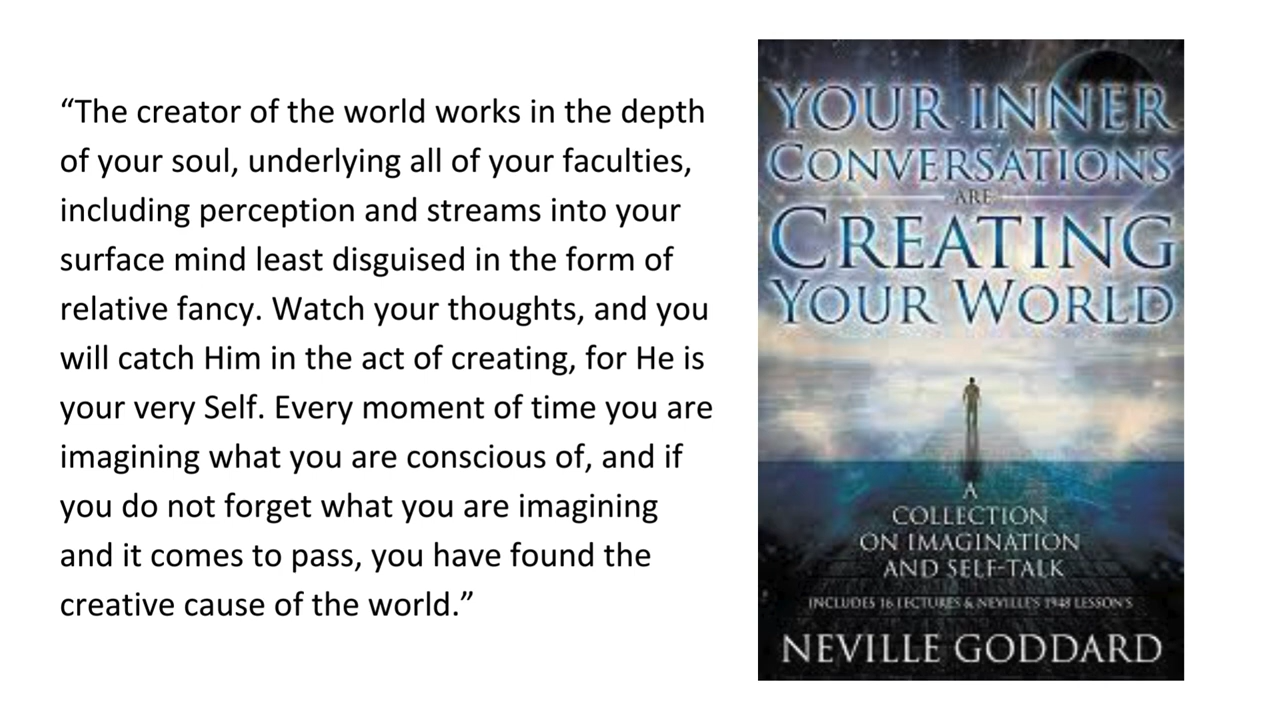 “The creator of the world works in the depth
of your soul, underlying all of your faculties,
including perception and streams into your
surface mind least disguised in the form of
relative fancy. Watch your thoughts, and you
will catch Him in the act of creating, for He is
your very Self. Every moment of time you are
imagining what you are conscious of, and if
you do not forget what you are imagining
and it comes to pass, you have found the
creative cause of the world.”
YOUR INNER
CONVERSATIONS
ARE
CREATING
YOUR WORLD
A
COLLECTION
ON IMAGINATION
AND SELF-TALK
INCLUDES 16 LECTURES & NEVILLE'S 1948 LESSON'S
NEVILLE GODDARD